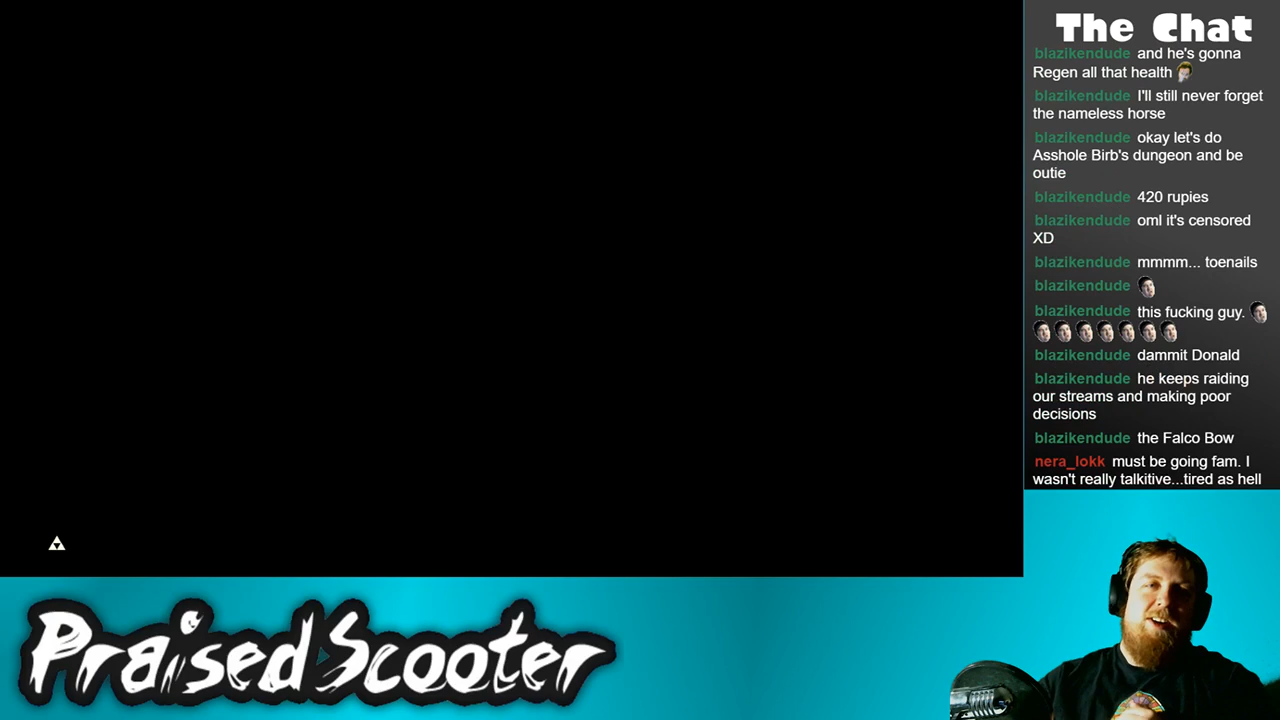 The Chat
blazikendude and he's gonna
Regen all that health
blazikendude I'll still never forget
the nameless horse
blazikendude okay let's do
Asshole Birb's dungeon and be
outie
blazikendude 420 rupies
blazikendude oml it's censored
XD
blazikendude mmmm... toenails
blazikendude
blazikendude this fucking guy.
blazikendude dammit Donald
blazikendude he keeps raiding
our streams and making poor
decisions
blazikendude the Falco Bow
nera_lokk must be going fam. I
wasn't really talkitive...tired as hell
PraisedScooter